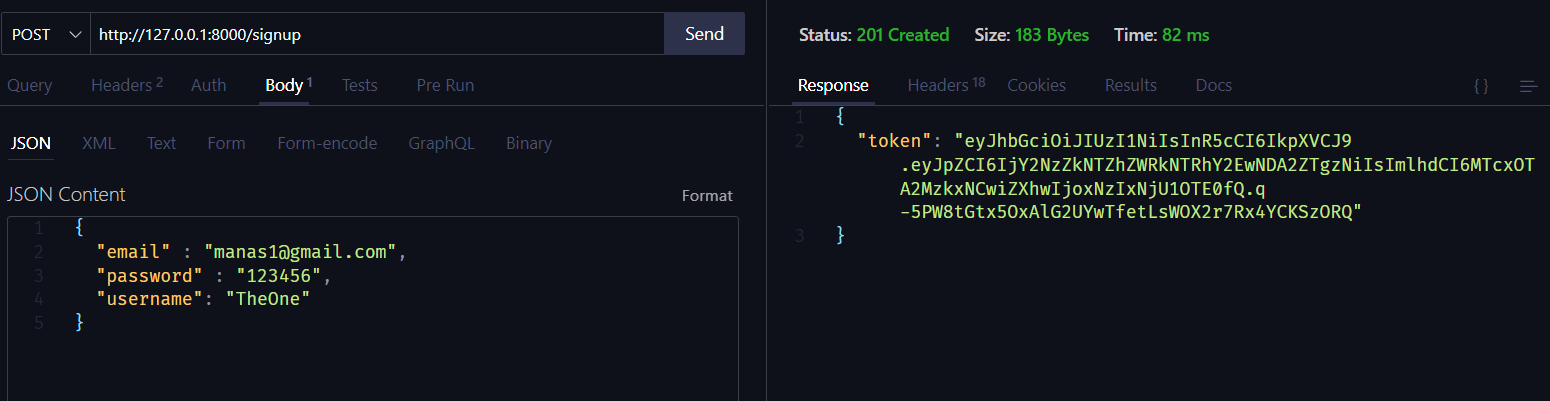 POST http://127.0.0.1:8000/signup Send
Query Headers 2 Auth Body 1 Tests Pre Run
JSON XML Text Form Form-encode GraphQL Binary
JSON Content Format
1 {
2 "email" : "manas1@gmail.com",
3 "password" : "123456",
4 "username": "TheOne"
5 }
Status: 201 Created Size: 183 Bytes Time: 82 ms
Response Headers 18 Cookies Results Docs {}
1 {
2 "token": "eyJhbGciOiJIUzI1NiIsInR5cCI6IkpXVCJ9
.eyJpZCI6IjY2NzZkNTZhZWRkNTRhY2EwNDA2ZTgzNiIsImlhdCI6MTcxOT
A2MzkxNCwiZXhwIjoxNzIxNjU1OTE0fQ.q
-5PW8tGtx5OxAlG2UYwTfetLsWOX2r7Rx4YCKSzORQ"
3 }